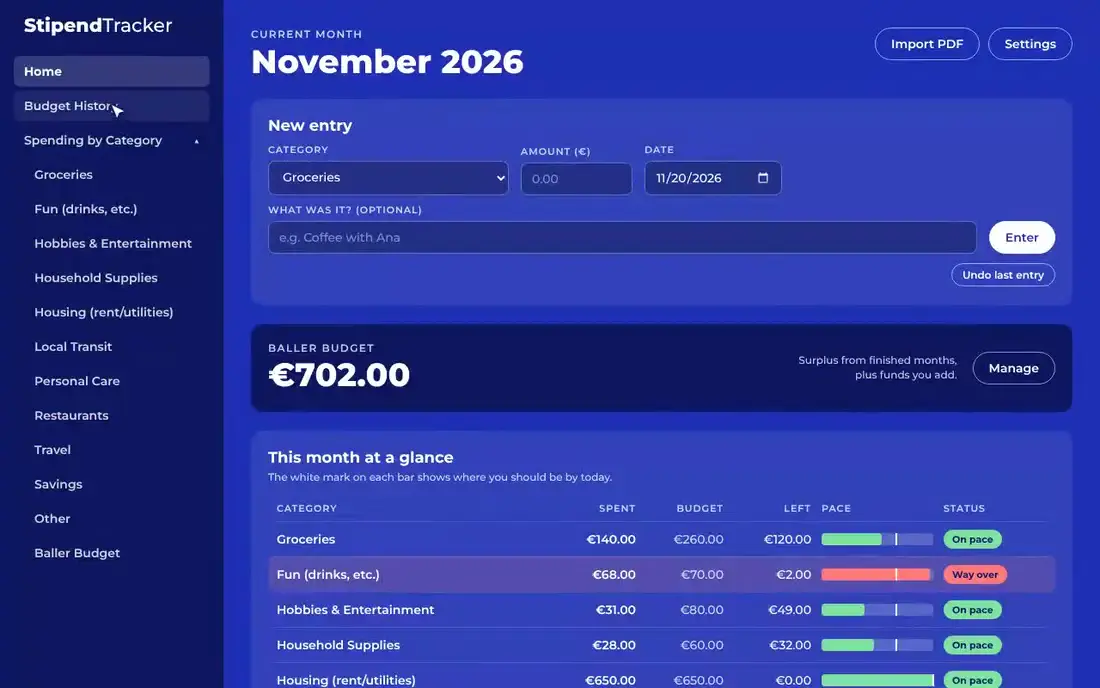 StipendTracker
Home
Budget History
Spending by Category
Groceries
Fun (drinks, etc.)
Hobbies & Entertainment
Household Supplies
Housing (rent/utilities)
Local Transit
Personal Care
Restaurants
Travel
Savings
Other
Baller Budget
CURRENT MONTH
November 2026
Import PDF
Settings
New entry
CATEGORY
AMOUNT (€)
DATE
Groceries
0.00
11/20/2026
WHAT WAS IT? (OPTIONAL)
e.g. Coffee with Ana
Enter
Undo last entry
BALLER BUDGET
€702.00
Surplus from finished months,
plus funds you add.
Manage
This month at a glance
The white mark on each bar shows where you should be by today.
CATEGORY SPENT BUDGET LEFT PACE STATUS
Groceries €140.00 €260.00 €120.00 On pace
Fun (drinks, etc.) €68.00 €70.00 €2.00 Way over
Hobbies & Entertainment €31.00 €80.00 €49.00 On pace
Household Supplies €28.00 €60.00 €32.00 On pace
Housing (rent/utilities) €650.00 €650.00 €0.00 On pace